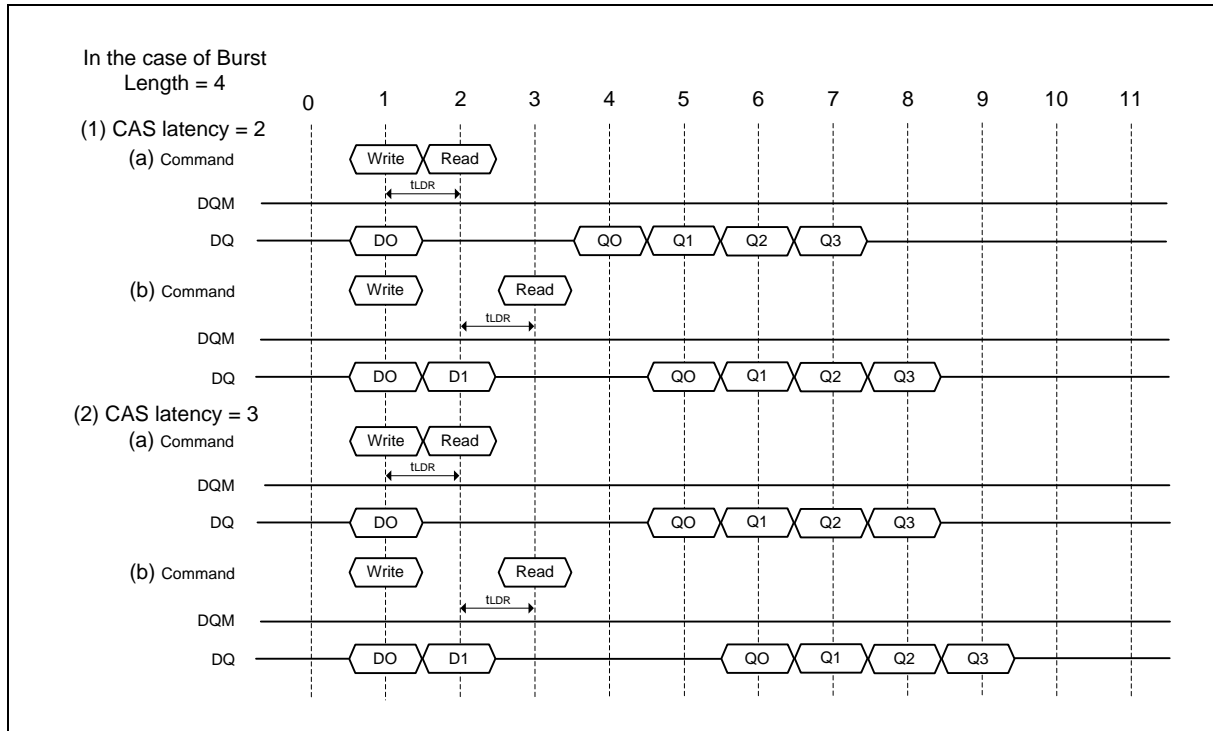 In the case of Burst
Length = 4
0 1 2 3 4 5 6 7 8 9 10 11
(1) CAS latency = 2
(a) Command Write Read
tLDR
DQM
DQ DO QO Q1 Q2 Q3
(b) Command Write Read
tLDR
DQM
DQ DO D1 QO Q1 Q2 Q3
(2) CAS latency = 3
(a) Command Write Read
tLDR
DQM
DQ DO QO Q1 Q2 Q3
(b) Command Write Read
tLDR
DQM
DQ DO D1 QO Q1 Q2 Q3